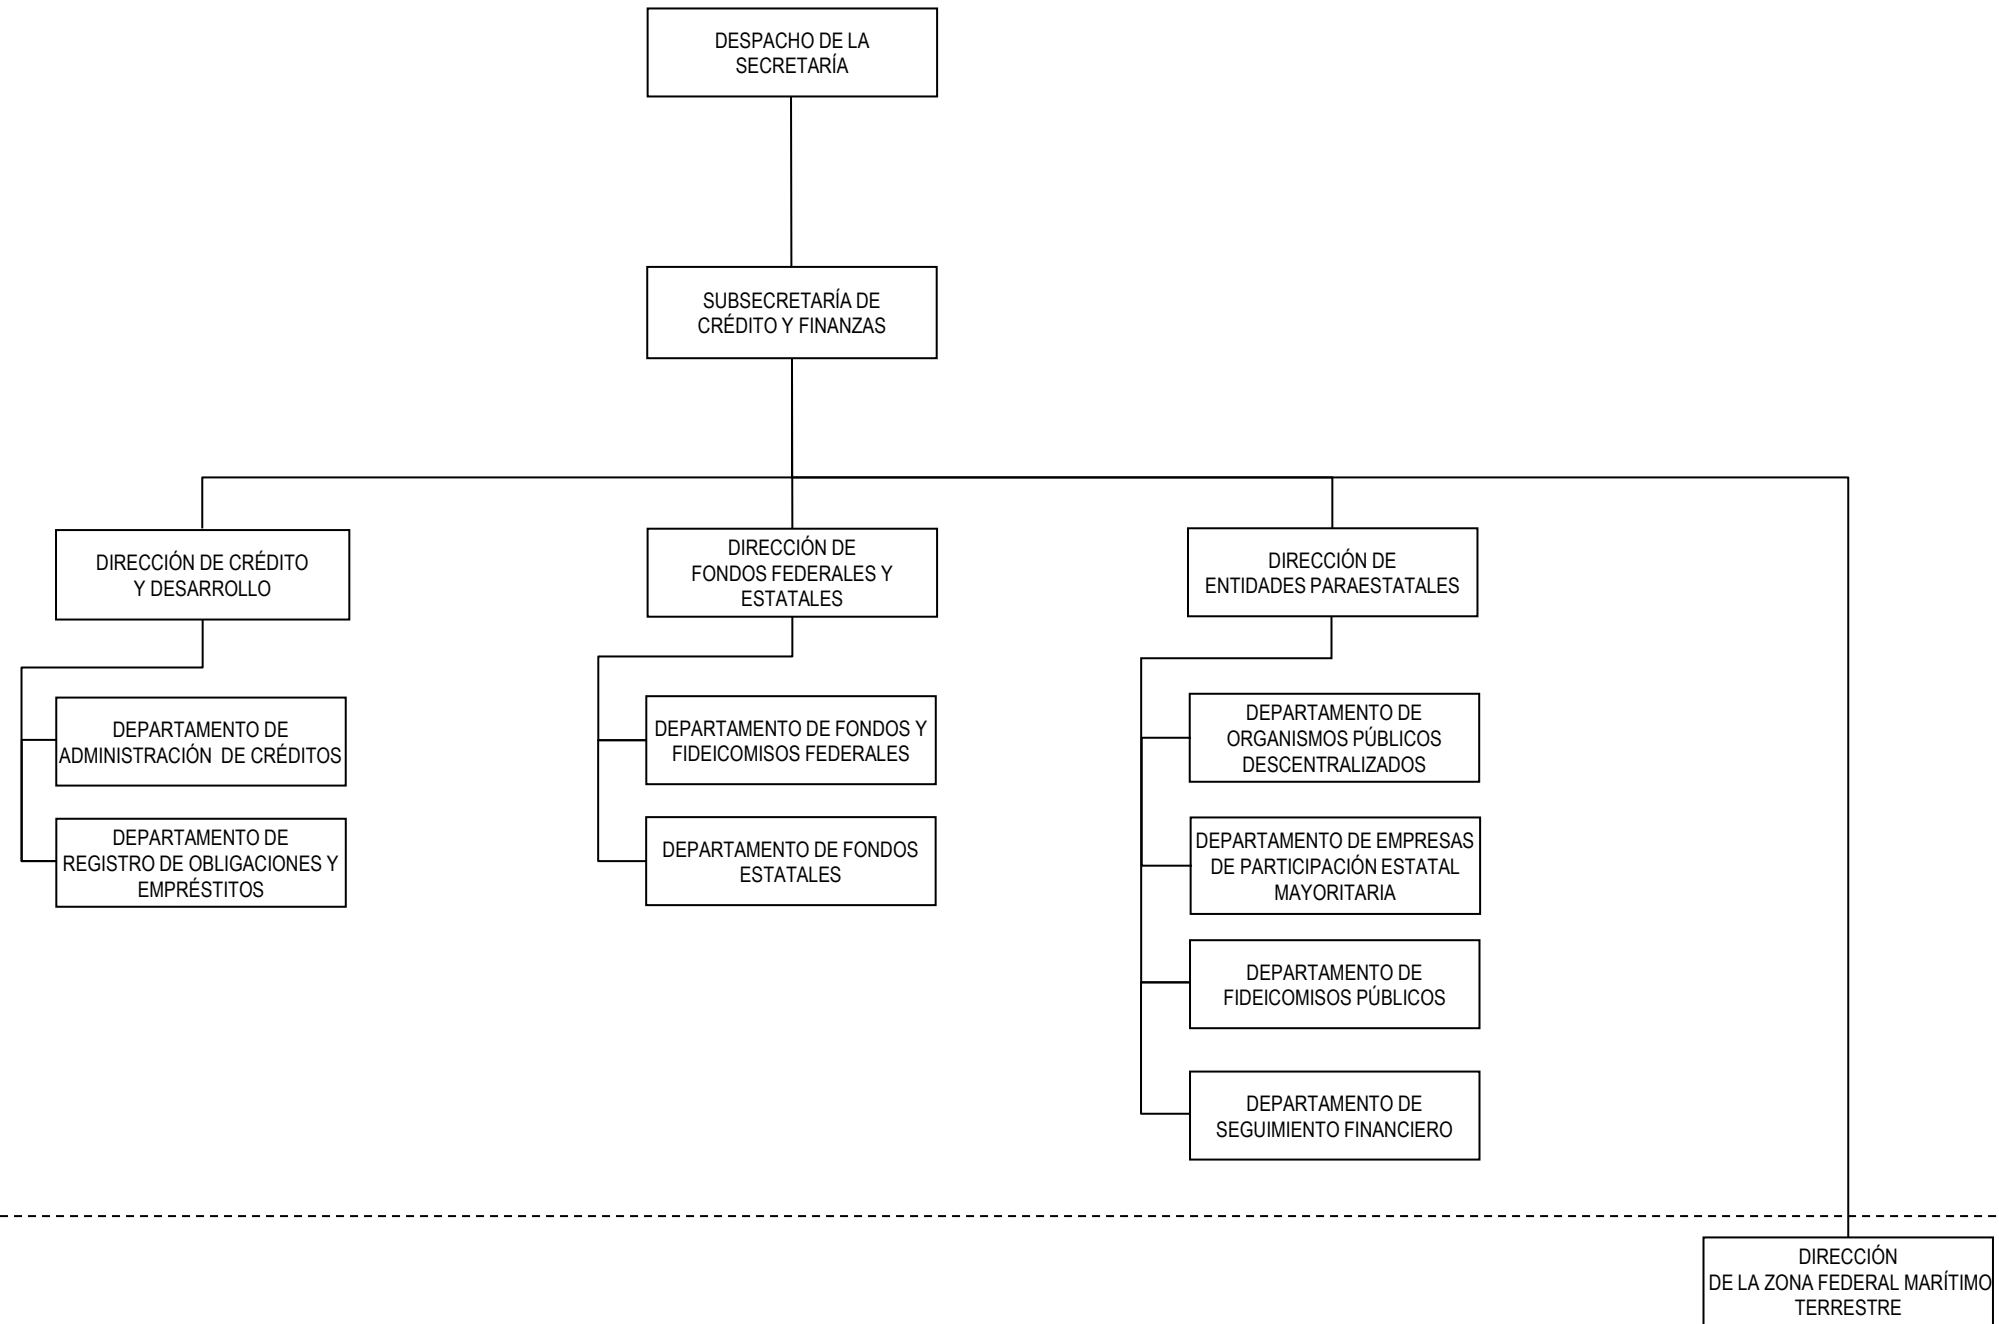 DESPACHO DE LA
SECRETARÍA
SUBSECRETARÍA DE
CRÉDITO Y FINANZAS
DIRECCIÓN DE CRÉDITO
Y DESARROLLO
DIRECCIÓN DE
FONDOS FEDERALES Y
ESTATALES
DIRECCIÓN DE
ENTIDADES PARAESTATALES
DEPARTAMENTO DE
ADMINISTRACIÓN  DE CRÉDITOS
DEPARTAMENTO DE
REGISTRO DE OBLIGACIONES Y
EMPRÉSTITOS
DEPARTAMENTO DE FONDOS Y
FIDEICOMISOS FEDERALES
DEPARTAMENTO DE FONDOS
ESTATALES
DEPARTAMENTO DE
ORGANISMOS PÚBLICOS
DESCENTRALIZADOS
DEPARTAMENTO DE EMPRESAS
DE PARTICIPACIÓN ESTATAL
MAYORITARIA
DEPARTAMENTO DE
FIDEICOMISOS PÚBLICOS
DEPARTAMENTO DE
SEGUIMIENTO FINANCIERO
DIRECCIÓN
DE LA ZONA FEDERAL MARÍTIMO
TERRESTRE